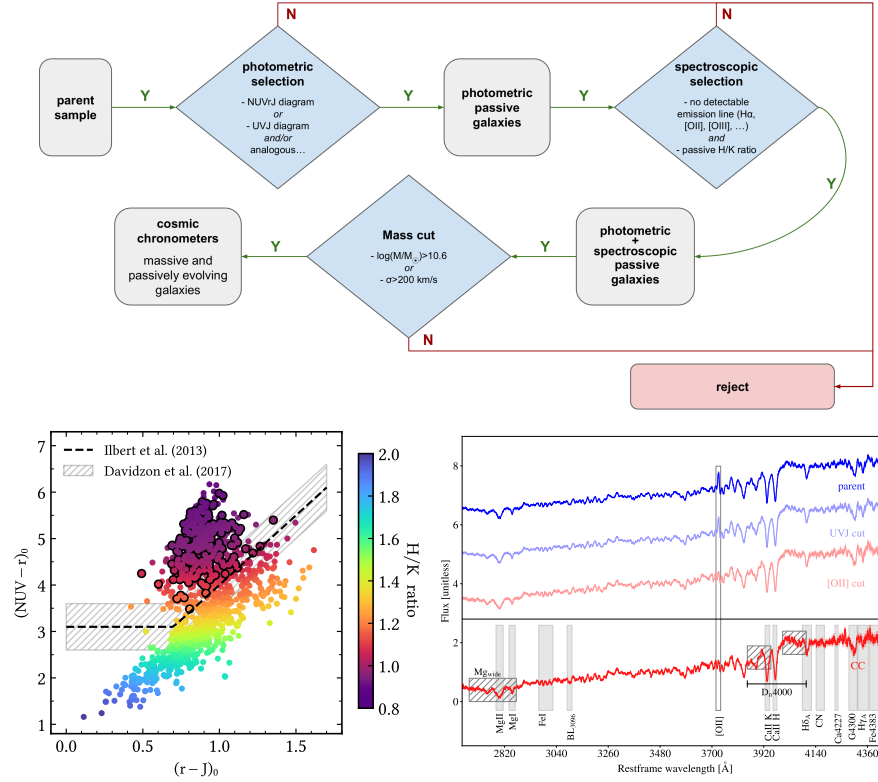 N
N
parent
sample
Y
photometric
selection
- NUVrJ diagram
or
- UVJ diagram
and/or
analogous…
Y
photometric
passive
galaxies
Y
spectroscopic
selection
- no detectable
emission line (Hα,
[OII], [OIII], …)
and
- passive H/K ratio
Y
cosmic
chronometers
massive and
passively evolving
galaxies
Y
Mass cut
- log(M/M⊙)>10.6
or
- σ>200 km/s
Y
photometric
+
spectroscopic
passive
galaxies
N
reject
7
6
5
4
3
2
1
(NUV − r)₀
Ilbert et al. (2013)
Davidzon et al. (2017)
0.0
0.5
1.0
1.5
(r − J)₀
2.0
1.8
1.6
1.4
1.2
1.0
0.8
H/K ratio
8
6
4
2
0
Flux [unitless]
parent
UVJ cut
[OII] cut
CC
Mgwide
Dn4000
MgII
MgI
FeI
BL3096
[OII]
CaII K
CaII H
HδA
CN
Ca4227
G4300
HγA
Fe4383
2820
3040
3260
3480
3700
3920
4140
4360
Restframe wavelength [Å]